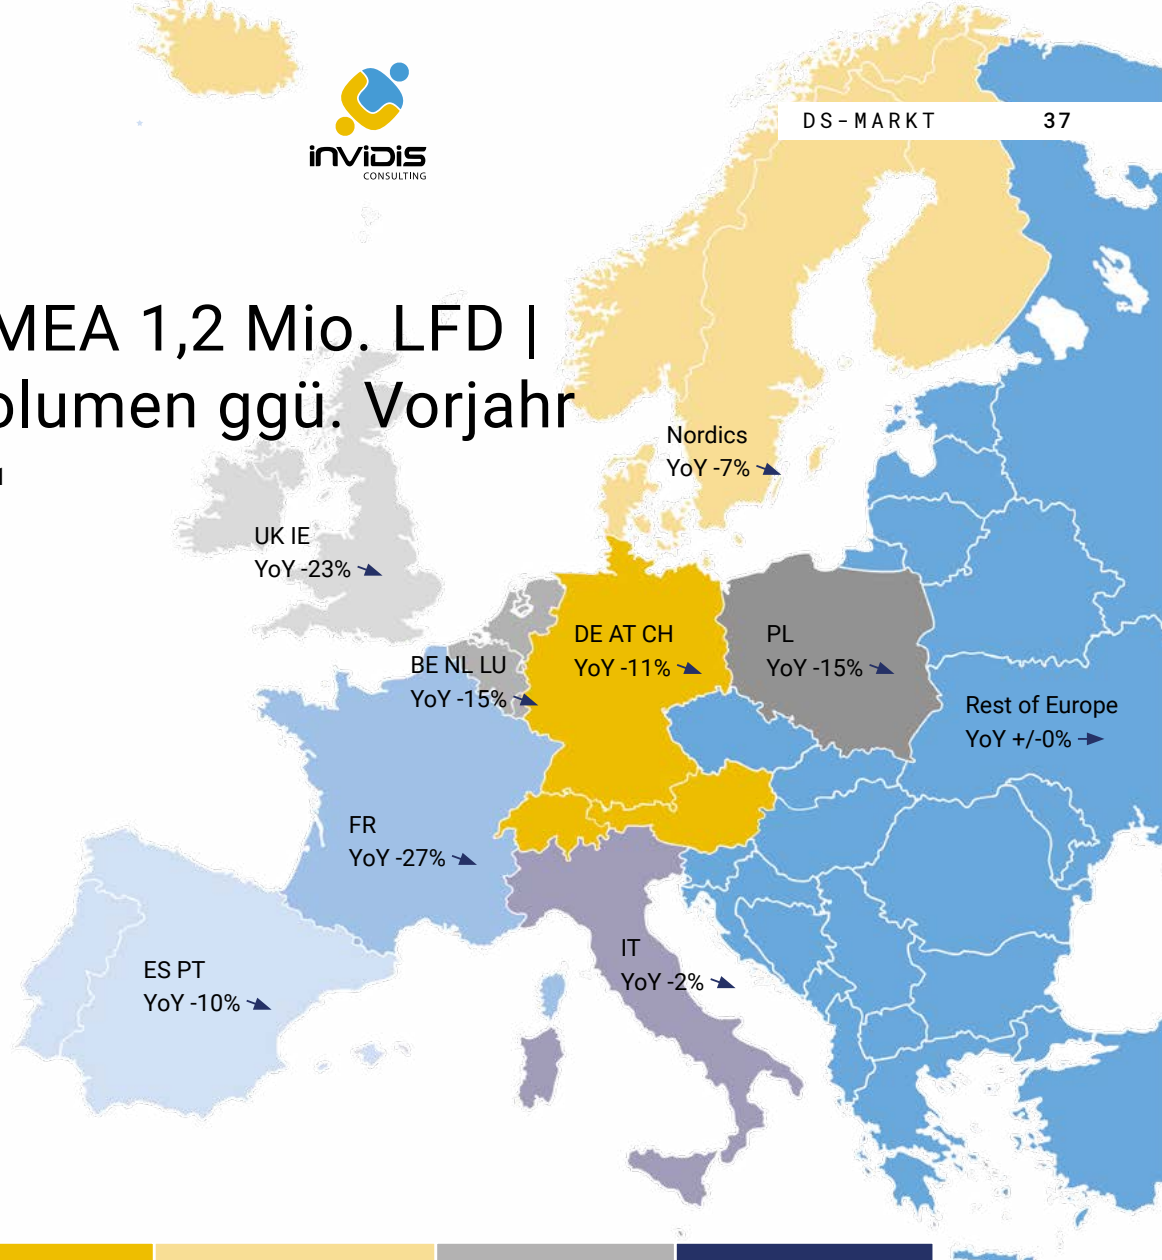 invidis
CONSULTING
DS-MARKT 37
MEA 1,2 Mio. LFD |
olumen ggü. Vorjahr
Nordics
YoY -7%
UK IE
YoY -23%
DE AT CH
YoY -11%
PL
YoY -15%
BE NL LU
YoY -15%
Rest of Europe
YoY +/-0%
FR
YoY -27%
IT
YoY -2%
ES PT
YoY -10%